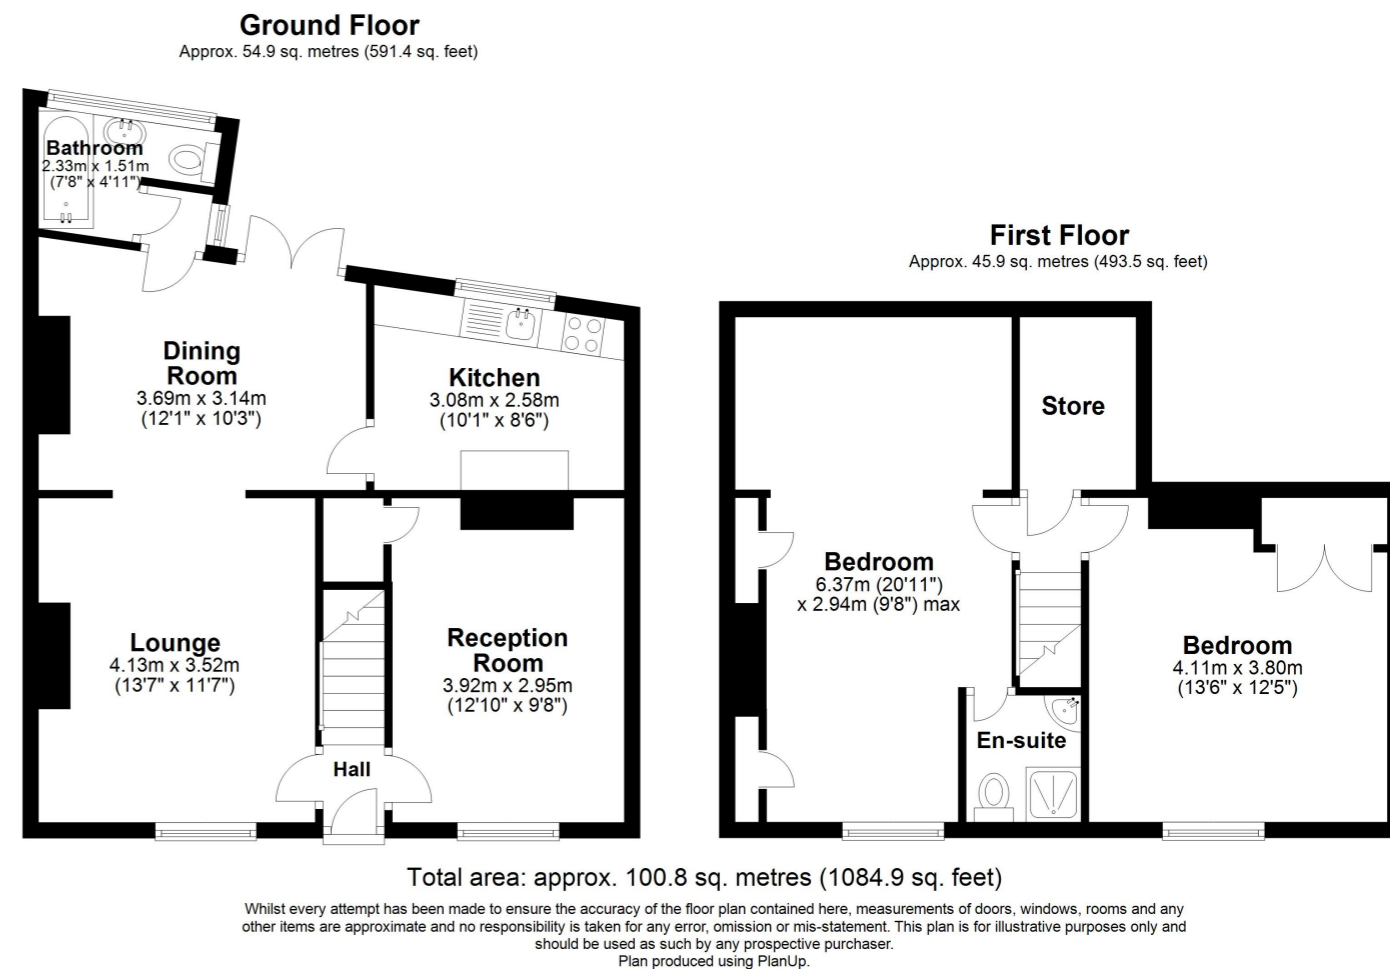 Ground Floor
Approx. 54.9 sq. metres (591.4 sq. feet)
Bathroom
2.33m x 1.51m
(7'8" x 4'11")
Dining
Room
3.69m x 3.14m
(12'1" x 10'3")
Kitchen
3.08m x 2.58m
(10'1" x 8'6")
Lounge
4.13m x 3.52m
(13'7" x 11'7")
Reception
Room
3.92m x 2.95m
(12'10" x 9'8")
Hall
First Floor
Approx. 45.9 sq. metres (493.5 sq. feet)
Store
Bedroom
6.37m (20'11")
x 2.94m (9'8") max
Bedroom
4.11m x 3.80m
(13'6" x 12'5")
En-suite
Total area: approx. 100.8 sq. metres (1084.9 sq. feet)
Whilst every attempt has been made to ensure the accuracy of the floor plan contained here, measurements of doors, windows, rooms and any
other items are approximate and no responsibility is taken for any error, omission or mis-statement. This plan is for illustrative purposes only and
should be used as such by any prospective purchaser.
Plan produced using PlanUp.